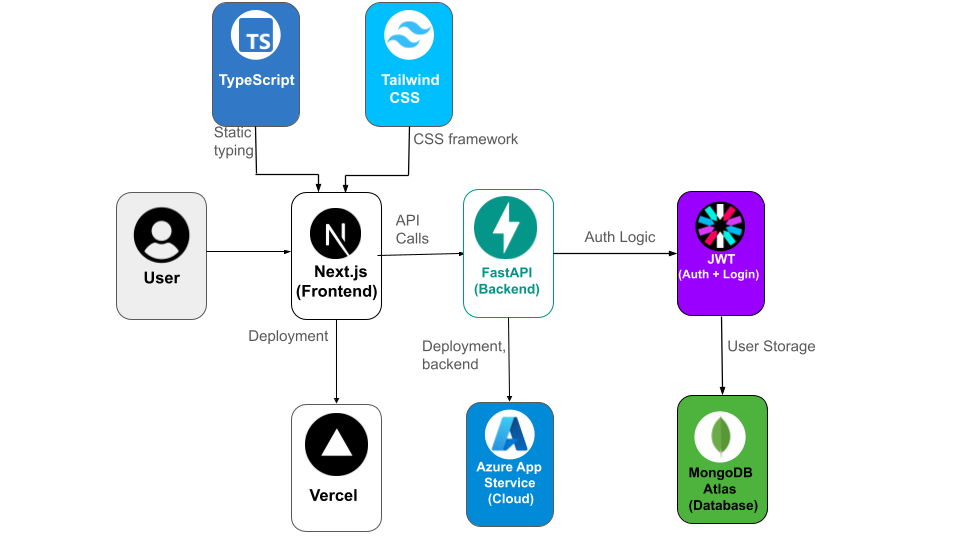 TS
TypeScript
Tailwind
CSS
Static
typing
CSS framework
User
N
Next.js
(Frontend)
API
Calls
FastAPI
(Backend)
Auth Logic
JWT
(Auth + Login)
Deployment
Deployment,
backend
User Storage
Vercel
Azure App
Stervice
(Cloud)
MongoDB
Atlas
(Database)